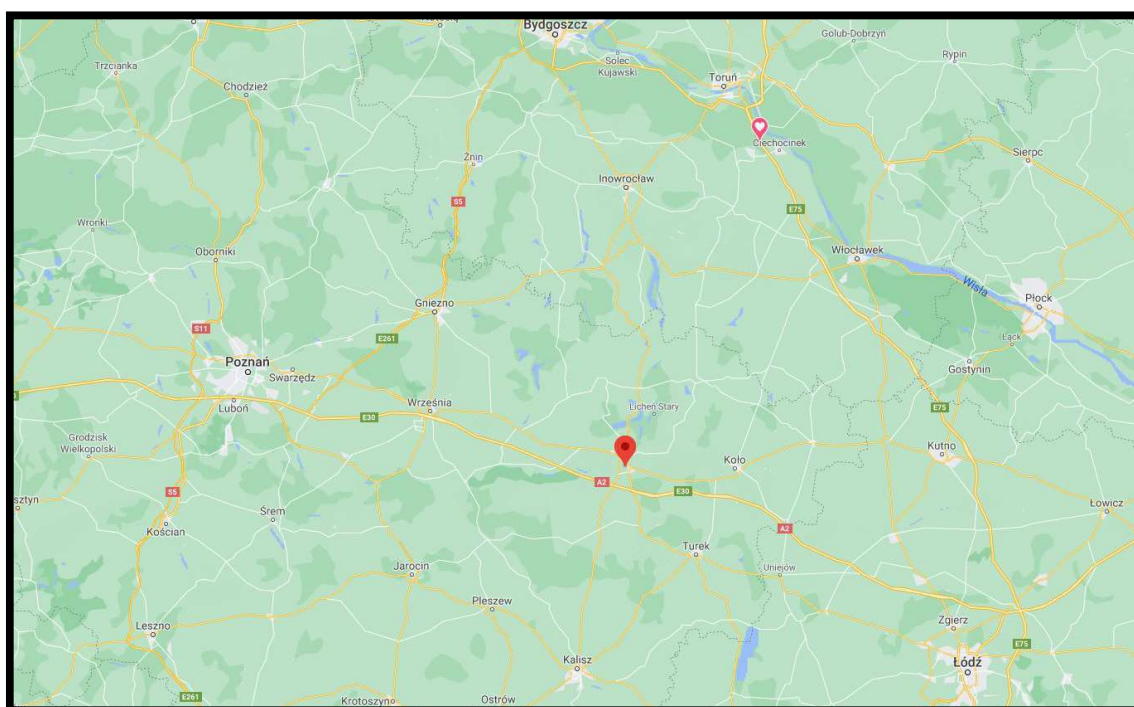 Bydgoszcz
Golub-Dobrzyń
Solec
Kujawski
Rypin
Trzcianka
Toruń
Chodzież
Ciechocinek
Sierpc
Żnin
Inowrocław
S5
E75
Wronki
Oborniki
Włocławek
Wisła
Płock
Gniezno
S11
E261
Łąck
Poznań
Swarzędz
Gostynin
Luboń
Września
Licheń Stary
E30
E75
Grodzisk
Wielkopolski
Kutno
Koło
A2
E30
S5
sztyn
Śrem
Łowicz
Kościan
A2
Turek
Jarocin
Uniejów
Pleszew
Leszno
Zgierz
E75
Kalisz
Łódź
E261
Krotoszyn
Ostrów